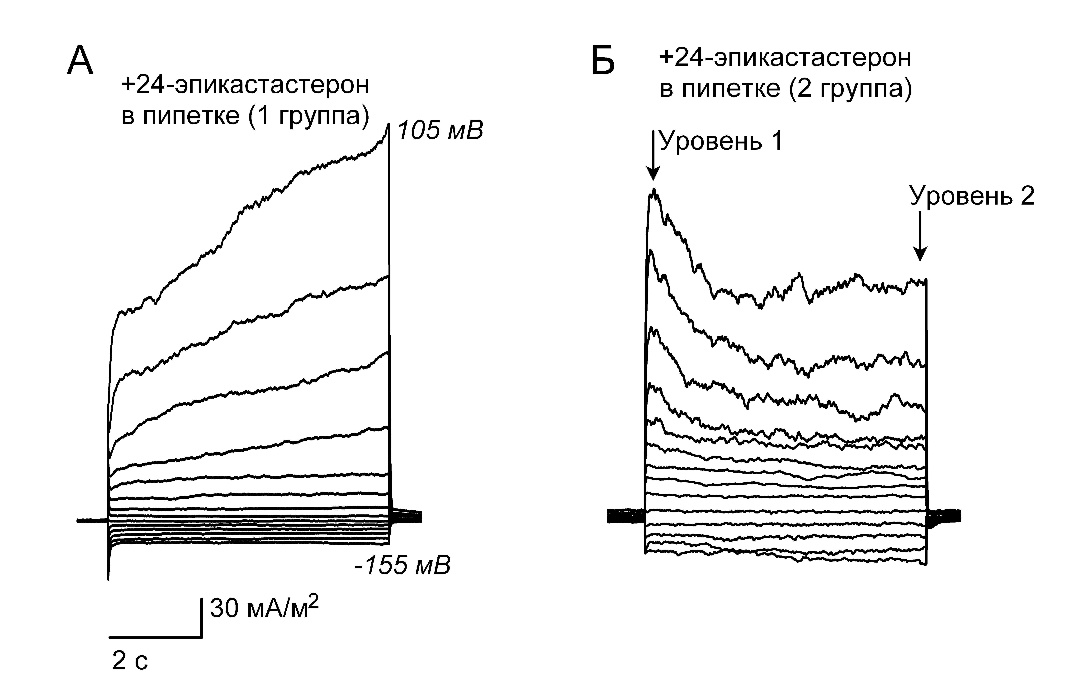 А
+24-эпикастастерон
в пипетке (1 группа)
105 мВ
-155 мВ
30 мА/м²
2 с
Б
+24-эпикастастерон
в пипетке (2 группа)
Уровень 1
Уровень 2